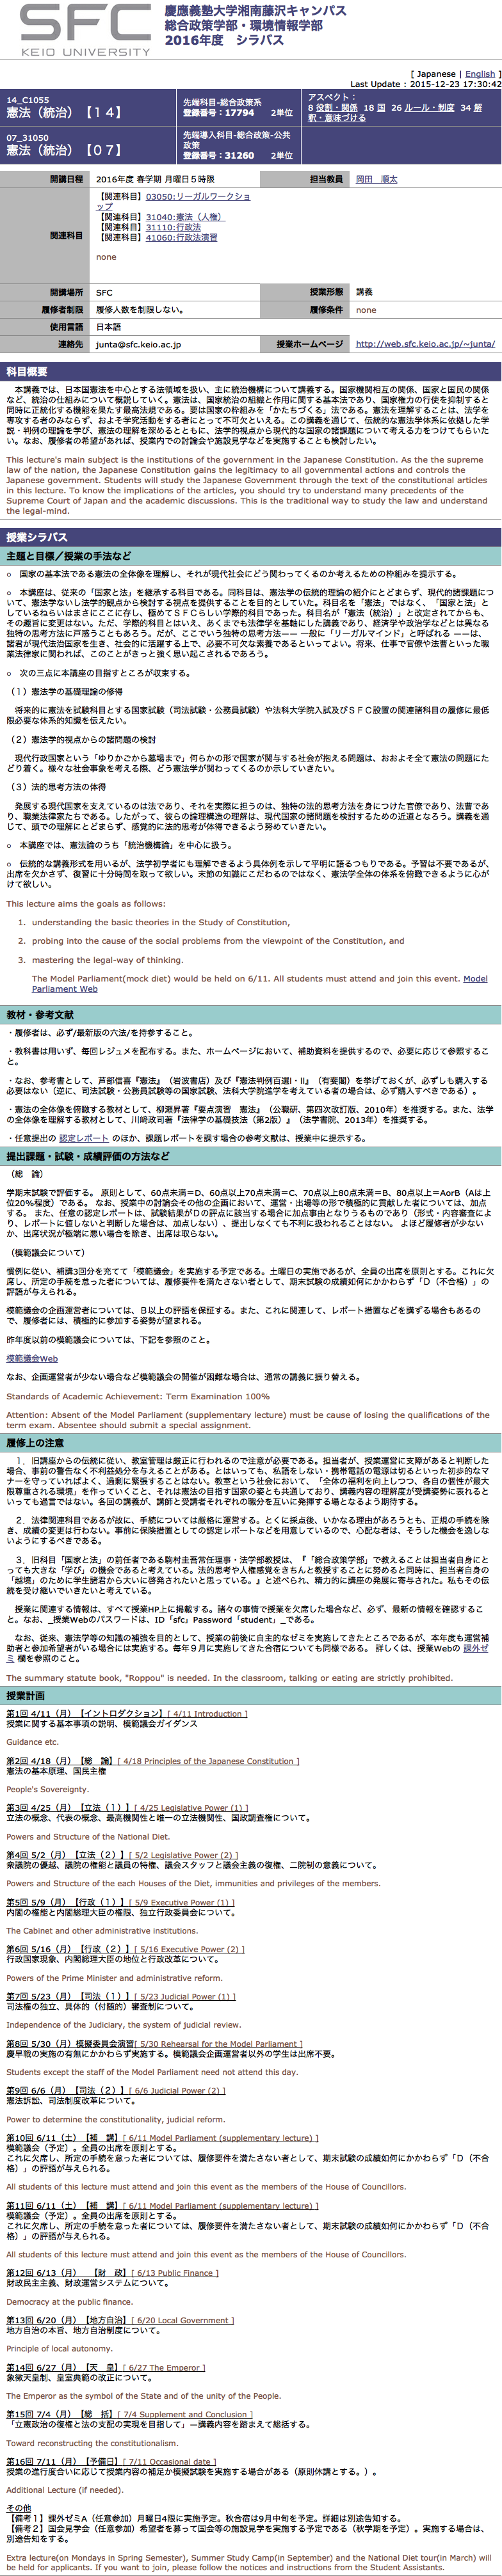 SFC
KEIO UNIVERSITY
慶應義塾大学湘南藤沢キャンパス
総合政策学部・環境情報学部
2016年度　シラバス
[ Japanese | English ]
Last Update : 2015-12-23 17:30:42
14_C1055
憲法（統治）【１４】
先端科目-総合政策系
登録番号：17794　2単位
アスペクト：
8 役割・関係　18 国　26 ルール・制度　34 解
釈・意味づける
07_31050
憲法（統治）【０７】
先端導入科目-総合政策-公共
政策
登録番号：31260　2単位
開講日程　2016年度 春学期 月曜日５時限
担当教員　岡田　順太
関連科目
【関連科目】03050:リーガルワークショ
ップ
【関連科目】31040:憲法（人権）
【関連科目】31110:行政法
【関連科目】41060:行政法演習
none
開講場所　SFC
授業形態　講義
履修者制限　履修人数を制限しない。
履修条件　none
使用言語　日本語
連絡先　junta@sfc.keio.ac.jp
授業ホームページ　http://web.sfc.keio.ac.jp/~junta/
科目概要
本講義では、日本国憲法を中心とする法領域を扱い、主に統治機構について講義する。国家機関相互の関係、国家と国民の関係
など、統治の仕組みについて概説していく。憲法は、国家統治の組織と作用に関する基本法であり、国家権力の行使を抑制すると
同時に正統化する機能を果たす最高法規である。要は国家の枠組みを「かたちづくる」法である。憲法を理解することは、法学を
専攻する者のみならず、およそ学究活動をする者にとって不可欠といえる。この講義を通じて、伝統的な憲法学体系に依拠した学
説・判例の理論を学び、憲法の理解を深めるとともに、法学的視点から現代的な国家の諸課題について考える力をつけてもらいた
い。なお、履修者の希望があれば、授業内での討論会や施設見学などを実施することも検討したい。
This lecture's main subject is the institutions of the government in the Japanese Constitution. As the the supreme
law of the nation, the Japanese Constitution gains the legitimacy to all governmental actions and controls the
Japanese government. Students will study the Japanese Government through the text of the constitutional articles
in this lecture. To know the implications of the articles, you should try to understand many precedents of the
Supreme Court of Japan and the academic discussions. This is the traditional way to study the law and understand
the legal-mind.
授業シラバス
主題と目標／授業の手法など
○　国家の基本法である憲法の全体像を理解し、それが現代社会にどう関わってくるのか考えるための枠組みを提示する。
○　本講座は、従来の「国家と法」を継承する科目である。同科目は、憲法学の伝統的理論の紹介にとどまらず、現代的諸課題につ
いて、憲法学ないし法学的観点から検討する視点を提供することを目的としていた。科目名を「憲法」ではなく、「国家と法」と
しているねらいはまさにここに存し、極めてＳＦＣらしい学際的科目であった。科目名が「憲法（統治）」に改定されてからも、
その趣旨に変更はない。ただ、学際的科目とはいえ、あくまでも法律学を基軸にした講義であり、経済学や政治学などとは異なる
独特の思考方法に戸惑うこともあろう。だが、ここでいう独特の思考方法—— 一般に「リーガルマインド」と呼ばれる ——は、
諸君が現代法治国家を生き、社会的に活躍する上で、必要不可欠な素養であるといってよい。将来、仕事で官僚や法曹といった職
業法律家に関われば、このことがきっと強く思い起こされるであろう。
○　次の三点に本講座の目指すところが収束する。
（１）憲法学の基礎理論の修得
将来的に憲法を試験科目とする国家試験（司法試験・公務員試験）や法科大学院入試及びＳＦＣ設置の関連諸科目の履修に最低
限必要な体系的知識を伝えたい。
（２）憲法学的視点からの諸問題の検討
現代行政国家という「ゆりかごから墓場まで」何らかの形で国家が関与する社会が抱える問題は、おおよそ全て憲法の問題にた
どり着く。様々な社会事象を考える際、どう憲法学が関わってくるのか示していきたい。
（３）法的思考方法の体得
発展する現代国家を支えているのは法であり、それを実際に担うのは、独特の法的思考方法を身につけた官僚であり、法曹であ
り、職業法律家たちである。したがって、彼らの論理構造の理解は、現代国家の諸問題を検討するための近道となろう。講義を通
じて、頭での理解にとどまらず、感覚的に法的思考が体得できるよう努めていきたい。
○　本講座では、憲法論のうち「統治機構論」を中心に扱う。
○　伝統的な講義形式を用いるが、法学初学者にも理解できるよう具体例を示して平明に語るつもりである。予習は不要であるが、
出席を欠かさず、復習に十分時間を取って欲しい。末節の知識にこだわるのではなく、憲法学全体の体系を俯瞰できるように心が
けて欲しい。
This lecture aims the goals as follows:
1. understanding the basic theories in the Study of Constitution,
2. probing into the cause of the social problems from the viewpoint of the Constitution, and
3. mastering the legal-way of thinking.
The Model Parliament(mock diet) would be held on 6/11. All students must attend and join this event. Model
Parliament Web
教材・参考文献
・履修者は、必ず/最新版の六法/を持参すること。
・教科書は用いず、毎回レジュメを配布する。また、ホームページにおいて、補助資料を提供するので、必要に応じて参照するこ
と。
・なお、参考書として、芦部信喜『憲法』（岩波書店）及び『憲法判例百選Ⅰ・Ⅱ』（有斐閣）を挙げておくが、必ずしも購入する
必要はない（逆に、司法試験・公務員試験等の国家試験、法科大学院進学を考えている者の場合は、必ず購入すべきである）。
・憲法の全体像を俯瞰する教材として、柳瀬昇著『要点演習　憲法』（公職研、第四次改訂版、2010年）を推奨する。また、法学
の全体像を理解する教材として、川﨑政司著『法律学の基礎技法（第2版）』（法学書院、2013年）を推奨する。
・任意提出の 認定レポート のほか、課題レポートを課す場合の参考文献は、授業中に提示する。
提出課題・試験・成績評価の方法など
（総　論）
学期末試験で評価する。 原則として、60点未満＝D、60点以上70点未満＝C、70点以上80点未満＝B、80点以上＝AorB（Aは上
位20%程度）である。 なお、授業中の討論会その他の企画において、運営・出場等の形で積極的に貢献した者については、加点
する。 また、任意の認定レポートは、試験結果がＤの評点に該当する場合に加点事由となりうるものであり（形式・内容審査によ
り、レポートに値しないと判断した場合は、加点しない）、提出しなくても不利に扱われることはない。 よほど履修者が少ない
か、出席状況が極端に悪い場合を除き、出席は取らない。
（模範議会について）
慣例に従い、補講3回分を充てて「模範議会」を実施する予定である。土曜日の実施であるが、全員の出席を原則とする。これに欠
席し、所定の手続を怠った者については、履修要件を満たさない者として、期末試験の成績如何にかかわらず「Ｄ（不合格）」の
評語が与えられる。
模範議会の企画運営者については、Ｂ以上の評語を保証する。また、これに関連して、レポート措置などを講ずる場合もあるの
で、履修者には、積極的に参加する姿勢が望まれる。
昨年度以前の模範議会については、下記を参照のこと。
模範議会Web
なお、企画運営者が少ない場合など模範議会の開催が困難な場合は、通常の講義に振り替える。
Standards of Academic Achievement: Term Examination 100%
Attention: Absent of the Model Parliament (supplementary lecture) must be cause of losing the qualifications of the
term exam. Absentee should submit a special assignment.
履修上の注意
１．旧講座からの伝統に従い、教室管理は厳正に行われるので注意が必要である。担当者が、授業運営に支障があると判断した
場合、事前の警告なく不利益処分を与えることがある。とはいっても、私語をしない・携帯電話の電源は切るといった初歩的なマ
ナーを守っていればよく、過剰に緊張することはない。教室という社会において、「全体の福利を向上しつつ、各自の個性が最大
限尊重される環境」を作っていくこと、それは憲法の目指す国家の姿とも共通しており、講義内容の理解度が受講姿勢に表れると
いっても過言ではない。各回の講義が、講師と受講者それぞれの職分を互いに発揮する場となるよう期待する。
２．法律関連科目であるが故に、手続については厳格に運営する。とくに採点後、いかなる理由があろうとも、正規の手続を除
き、成績の変更は行わない。事前に保険措置としての認定レポートなどを用意しているので、心配な者は、そうした機会を逸しな
いようにするべきである。
３．旧科目「国家と法」の前任者である駒村圭吾常任理事・法学部教授は、『「総合政策学部」で教えることは担当者自身にと
っても大きな「学び」の機会であると考えている。法的思考や人権感覚をきちんと教授することに努めると同時に、担当者自身の
「越境」のために学生諸君から大いに啓発されたいと思っている。』と述べられ、精力的に講座の発展に寄与された。私もその伝
統を受け継いでいきたいと考えている。
授業に関連する情報は、すべて授業HP上に掲載する。諸々の事情で授業を欠席した場合など、必ず、最新の情報を確認するこ
と。なお、_授業Webのパスワードは、ID「sfc」Password「student」_である。
なお、従来、憲法学等の知識の補強を目的として、授業の前後に自主的なゼミを実施してきたところであるが、本年度も運営補
助者と参加希望者がいる場合には実施する。毎年９月に実施してきた合宿についても同様である。 詳しくは、授業Webの 課外ゼ
ミ 欄を参照のこと。
The summary statute book, "Roppou" is needed. In the classroom, talking or eating are strictly prohibited.
授業計画
第1回 4/11（月）【イントロダクション】[ 4/11 Introduction ]
授業に関する基本事項の説明、模範議会ガイダンス
Guidance etc.
第2回 4/18（月）【総　論】[ 4/18 Principles of the Japanese Constitution ]
憲法の基本原理、国民主権
People's Sovereignty.
第3回 4/25（月）【立法（１）】[ 4/25 Legislative Power (1) ]
立法の概念、代表の概念、最高機関性と唯一の立法機関性、国政調査権について。
Powers and Structure of the National Diet.
第4回 5/2（月）【立法（２）】[ 5/2 Legislative Power (2) ]
衆議院の優越、議院の権能と議員の特権、議会スタッフと議会主義の復権、二院制の意義について。
Powers and Structure of the each Houses of the Diet, immunities and privileges of the members.
第5回 5/9（月）【行政（１）】[ 5/9 Executive Power (1) ]
内閣の権能と内閣総理大臣の権限、独立行政委員会について。
The Cabinet and other administrative institutions.
第6回 5/16（月）【行政（２）】[ 5/16 Executive Power (2) ]
行政国家現象、内閣総理大臣の地位と行政改革について。
Powers of the Prime Minister and administrative reform.
第7回 5/23（月）【司法（１）】[ 5/23 Judicial Power (1) ]
司法権の独立、具体的（付随的）審査制について。
Independence of the Judiciary, the system of judicial review.
第8回 5/30（月）模擬委員会演習[ 5/30 Rehearsal for the Model Parliament ]
慶早戦の実施の有無にかかわらず実施する。模範議会企画運営者以外の学生は出席不要。
Students except the staff of the Model Parliament need not attend this day.
第9回 6/6（月）【司法（２）】[ 6/6 Judicial Power (2) ]
憲法訴訟、司法制度改革について。
Power to determine the constitutionality, judicial reform.
第10回 6/11（土）【補　講】[ 6/11 Model Parliament (supplementary lecture) ]
模範議会（予定）。全員の出席を原則とする。
これに欠席し、所定の手続を怠った者については、履修要件を満たさない者として、期末試験の成績如何にかかわらず「Ｄ（不合
格）」の評語が与えられる。
All students of this lecture must attend and join this event as the members of the House of Councillors.
第11回 6/11（土）【補　講】[ 6/11 Model Parliament (supplementary lecture) ]
模範議会（予定）。全員の出席を原則とする。
これに欠席し、所定の手続を怠った者については、履修要件を満たさない者として、期末試験の成績如何にかかわらず「Ｄ（不合
格）」の評語が与えられる。
All students of this lecture must attend and join this event as the members of the House of Councillors.
第12回 6/13（月）　【財　政】[ 6/13 Public Finance ]
財政民主主義、財政運営システムについて。
Democracy at the public finance.
第13回 6/20（月）【地方自治】[ 6/20 Local Government ]
地方自治の本旨、地方自治制度について。
Principle of local autonomy.
第14回 6/27（月）【天　皇】[ 6/27 The Emperor ]
象徴天皇制、皇室典範の改正について。
The Emperor as the symbol of the State and of the unity of the People.
第15回 7/4（月）【総　括】[ 7/4 Supplement and Conclusion ]
「立憲政治の復権と法の支配の実現を目指して」—講義内容を踏まえて総括する。
Toward reconstructing the constitutionalism.
第16回 7/11（月）【予備日】[ 7/11 Occasional date ]
授業の進行度合いに応じて授業内容の補足か模擬試験を実施する場合がある（原則休講とする。）。
Additional Lecture (if needed).
その他
【備考１】課外ゼミA（任意参加）月曜日4限に実施予定。秋合宿は9月中旬を予定。詳細は別途告知する。
【備考２】国会見学会（任意参加）希望者を募って国会等の施設見学を実施する予定である（秋学期を予定）。実施する場合は、
別途告知をする。
Extra lecture(on Mondays in Spring Semester), Summer Study Camp(in September) and the National Diet tour(in March) will
be held for applicants. If you want to join, please follow the notices and instructions from the Student Assistants.